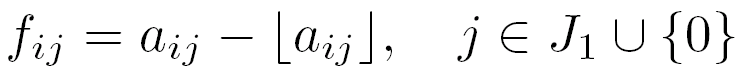 f_{ij} = a_{ij} - ⌊a_{ij}⌋, j ∈ J_1 ∪ {0}